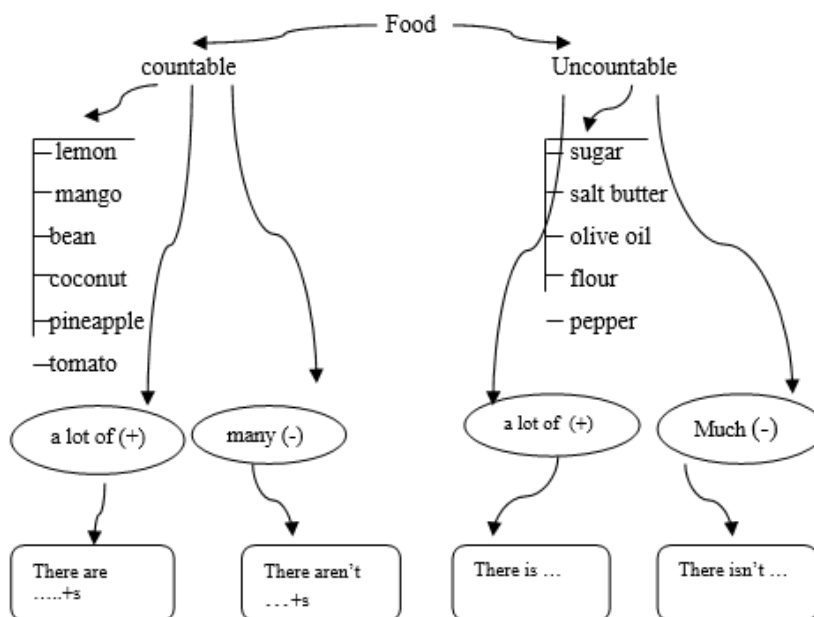 Food
countable
Uncountable
lemon
mango
bean
coconut
pineapple
tomato
sugar
salt butter
olive oil
flour
pepper
a lot of (+)
many (-)
a lot of (+)
Much (-)
There are
…..+s
There aren’t
…+s
There is …
There isn’t …